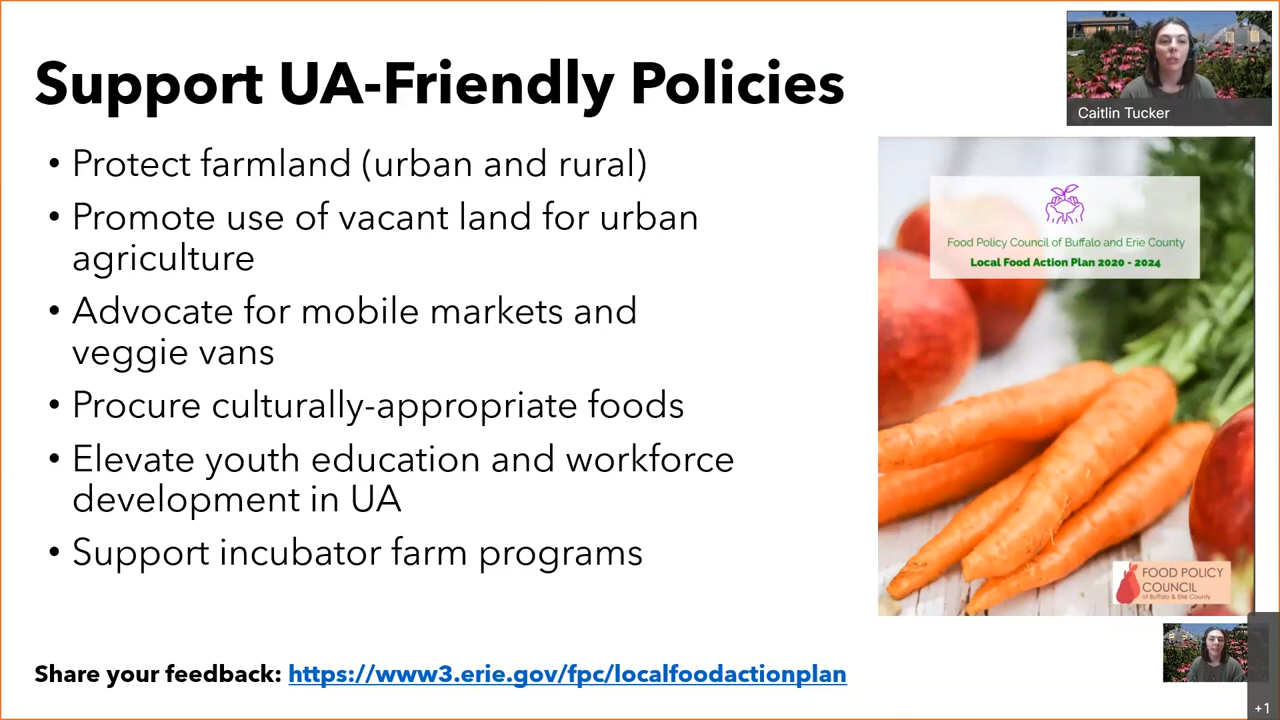 Support UA-Friendly Policies
• Protect farmland (urban and rural)
• Promote use of vacant land for urban
agriculture
• Advocate for mobile markets and
veggie vans
• Procure culturally-appropriate foods
• Elevate youth education and workforce
development in UA
• Support incubator farm programs
Share your feedback: https://www3.erie.gov/fpc/localfoodactionplan
Caitlin Tucker
Food Policy Council of Buffalo and Erie County
Local Food Action Plan 2020 - 2024
FOOD POLICY
COUNCIL
of Buffalo & Erie County
+1